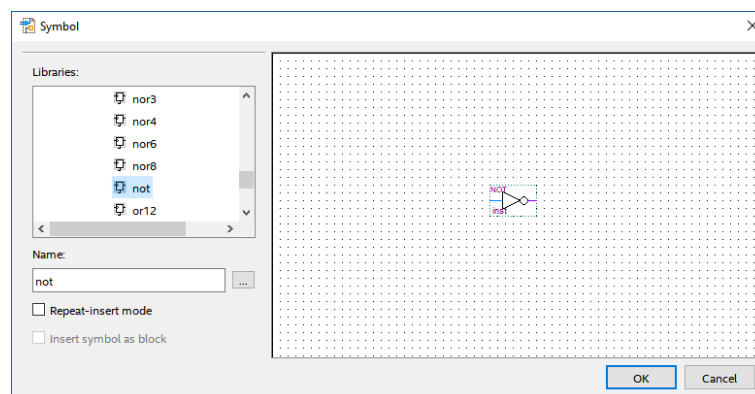 Symbol
Libraries:
nor3
nor4
nor6
nor8
not
or12
Name:
not
...
Repeat-insert mode
Insert symbol as block
NOT
inst
OK
Cancel